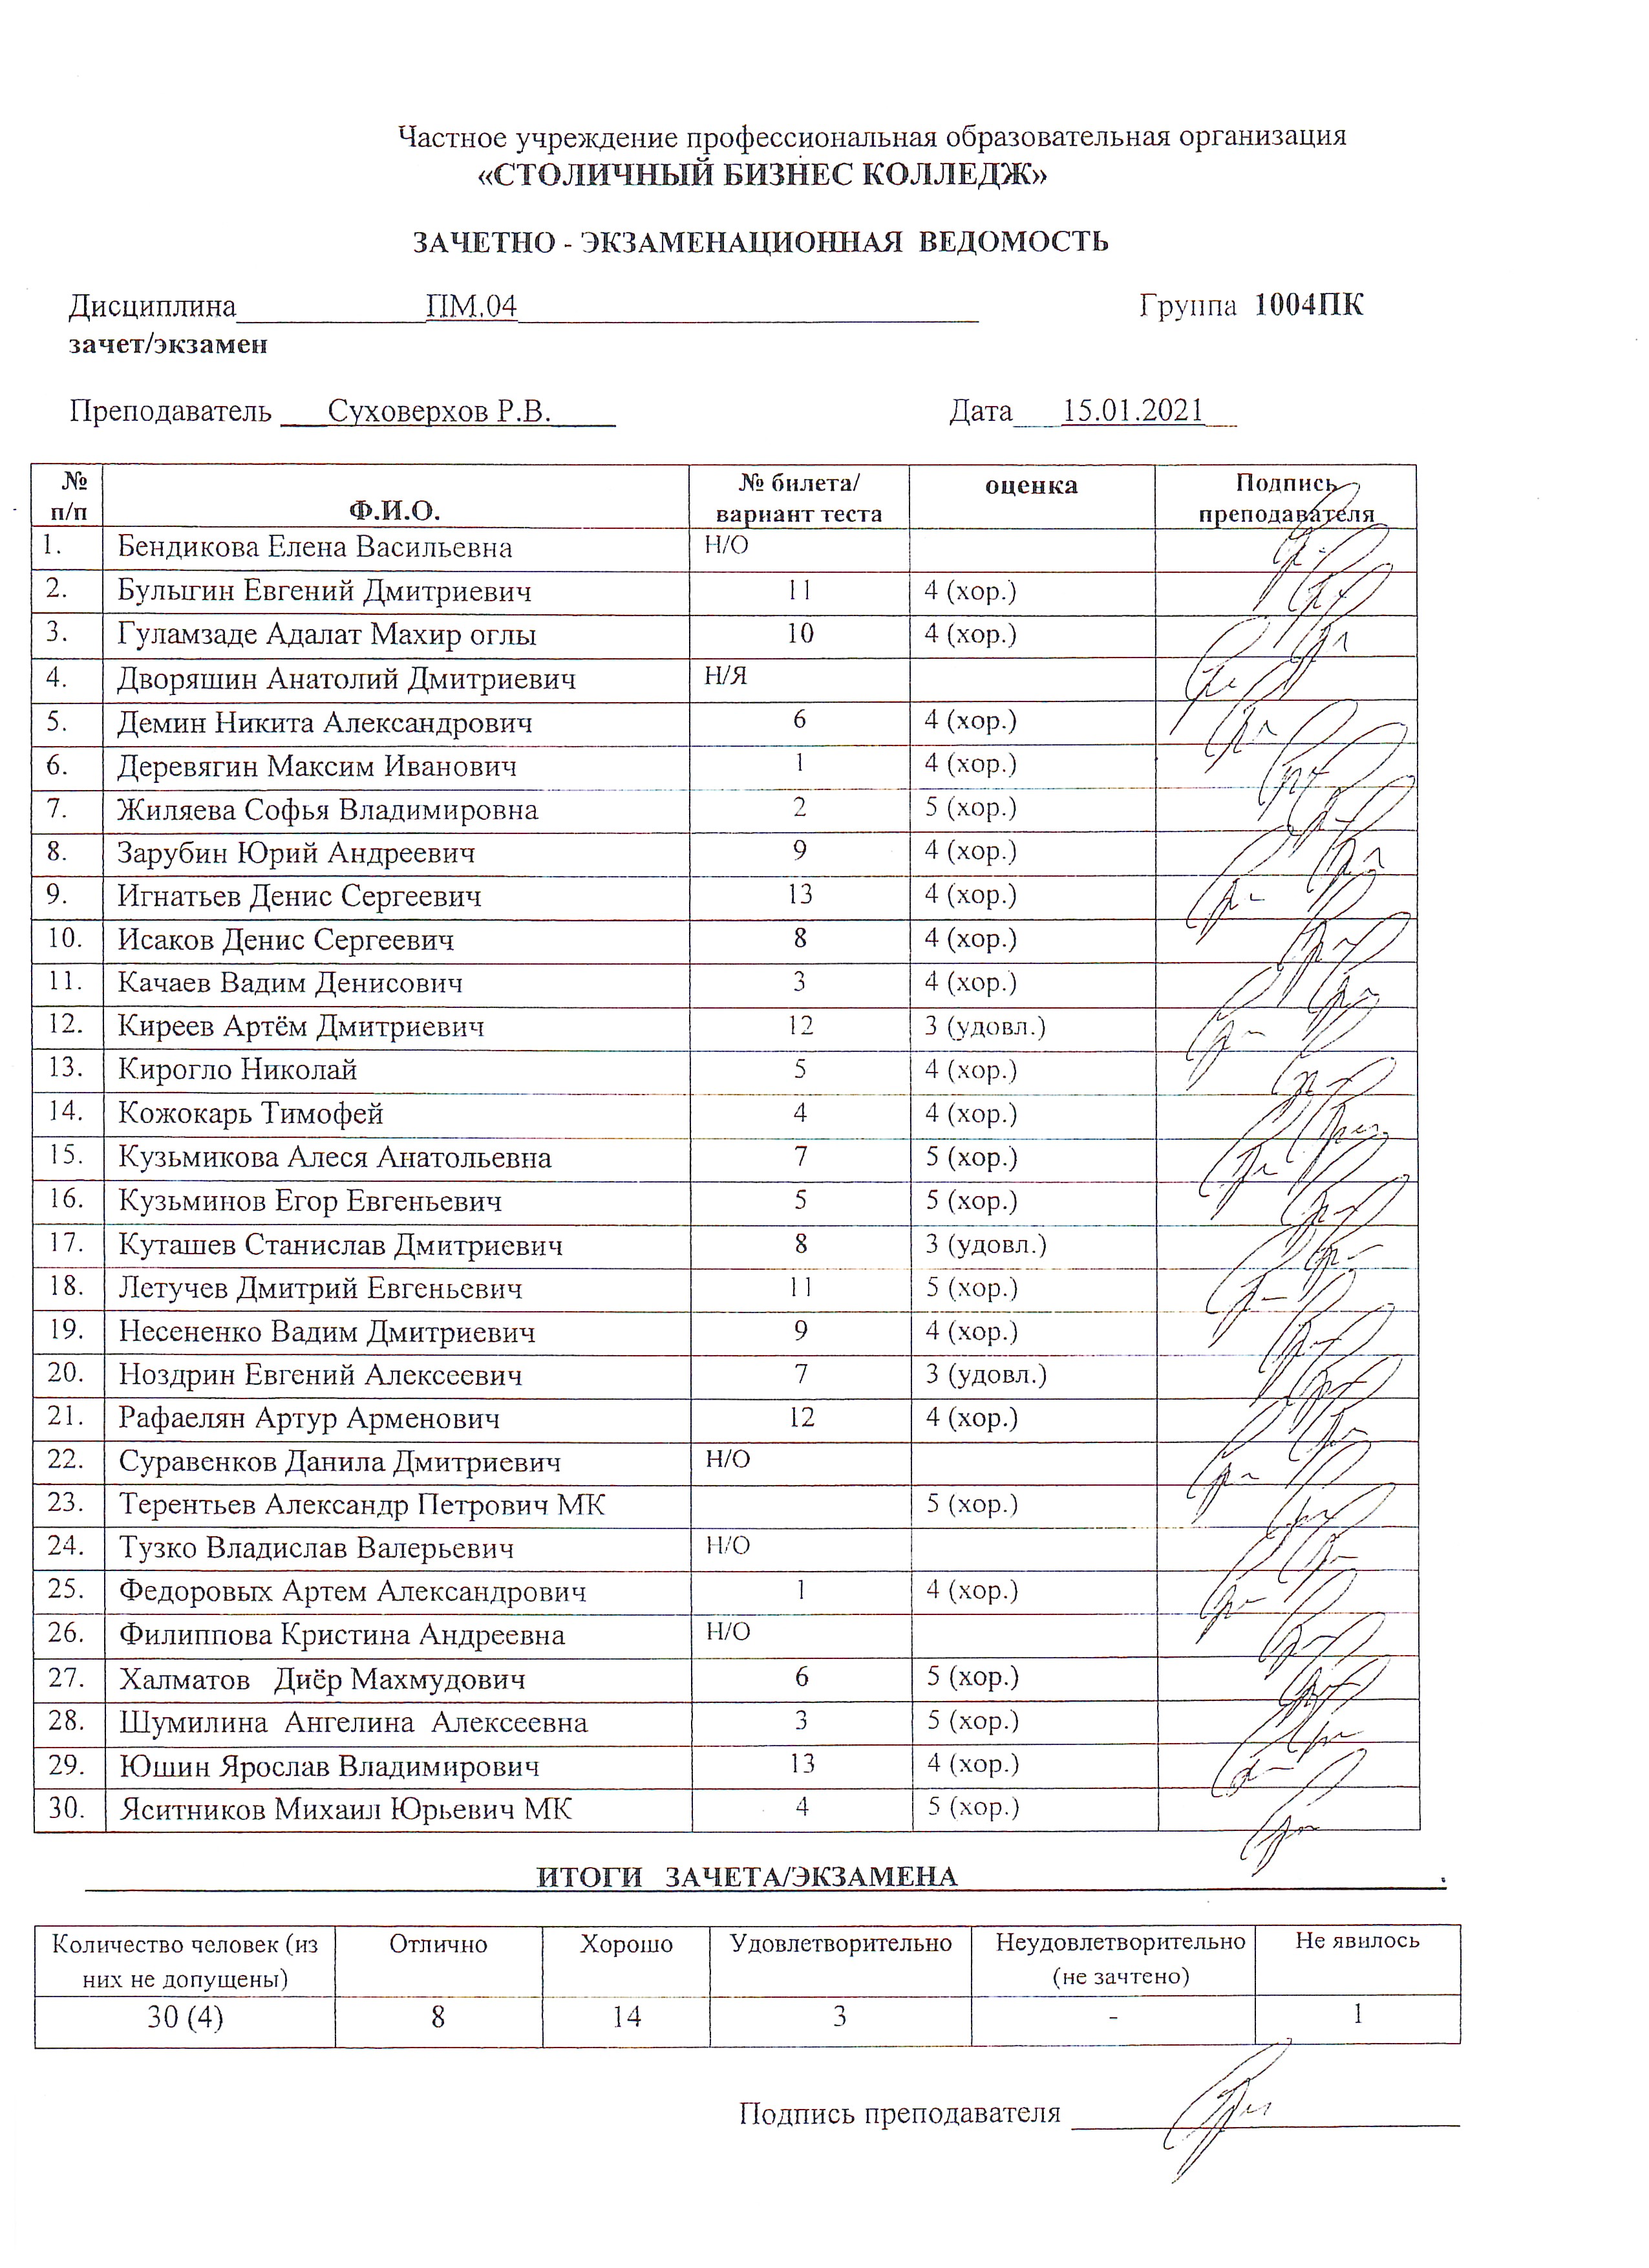 Частное учреждение профессиональная образовательная организация
«СТОЛИЧНЫЙ БИЗНЕС КОЛЛЕДЖ»
ЗАЧЕТНО - ЭКЗАМЕНАЦИОННАЯ ВЕДОМОСТЬ
Дисциплина ПМ.04 Группа 1004ПК
зачет/экзамен
Преподаватель Суховерхов Р.В. Дата 15.01.2021
№ п/п Ф.И.О. № билета/ вариант теста оценка Подпись преподавателя
1. Бендикова Елена Васильевна Н/О
2. Булыгин Евгений Дмитриевич 11 4 (хор.)
3. Гуламзаде Адалат Махир оглы 10 4 (хор.)
4. Дворяшин Анатолий Дмитриевич Н/Я
5. Демин Никита Александрович 6 4 (хор.)
6. Деревягин Максим Иванович 1 4 (хор.)
7. Жиляева Софья Владимировна 2 5 (хор.)
8. Зарубин Юрий Андреевич 9 4 (хор.)
9. Игнатьев Денис Сергеевич 13 4 (хор.)
10. Исаков Денис Сергеевич 8 4 (хор.)
11. Качаев Вадим Денисович 3 4 (хор.)
12. Киреев Артём Дмитриевич 12 3 (удовл.)
13. Кирогло Николай 5 4 (хор.)
14. Кожокарь Тимофей 4 4 (хор.)
15. Кузьмикова Алеся Анатольевна 7 5 (хор.)
16. Кузьминов Егор Евгеньевич 5 5 (хор.)
17. Куташев Станислав Дмитриевич 8 3 (удовл.)
18. Летучев Дмитрий Евгеньевич 11 5 (хор.)
19. Несененко Вадим Дмитриевич 9 4 (хор.)
20. Ноздрин Евгений Алексеевич 7 3 (удовл.)
21. Рафаелян Артур Арменович 12 4 (хор.)
22. Суравенков Данила Дмитриевич Н/О
23. Терентьев Александр Петрович МК 5 (хор.)
24. Тузко Владислав Валерьевич Н/О
25. Федоровых Артем Александрович 1 4 (хор.)
26. Филиппова Кристина Андреевна Н/О
27. Халматов Диёр Махмудович 6 5 (хор.)
28. Шумилина Ангелина Алексеевна 3 5 (хор.)
29. Юшин Ярослав Владимирович 13 4 (хор.)
30. Яситников Михаил Юрьевич МК 4 5 (хор.)
ИТОГИ ЗАЧЕТА/ЭКЗАМЕНА .
Количество человек (из Отлично Хорошо Удовлетворительно Неудовлетворительно Не явилось
них не допущены) (не зачтено)
30 (4) 8 14 3 - 1
Подпись преподавателя